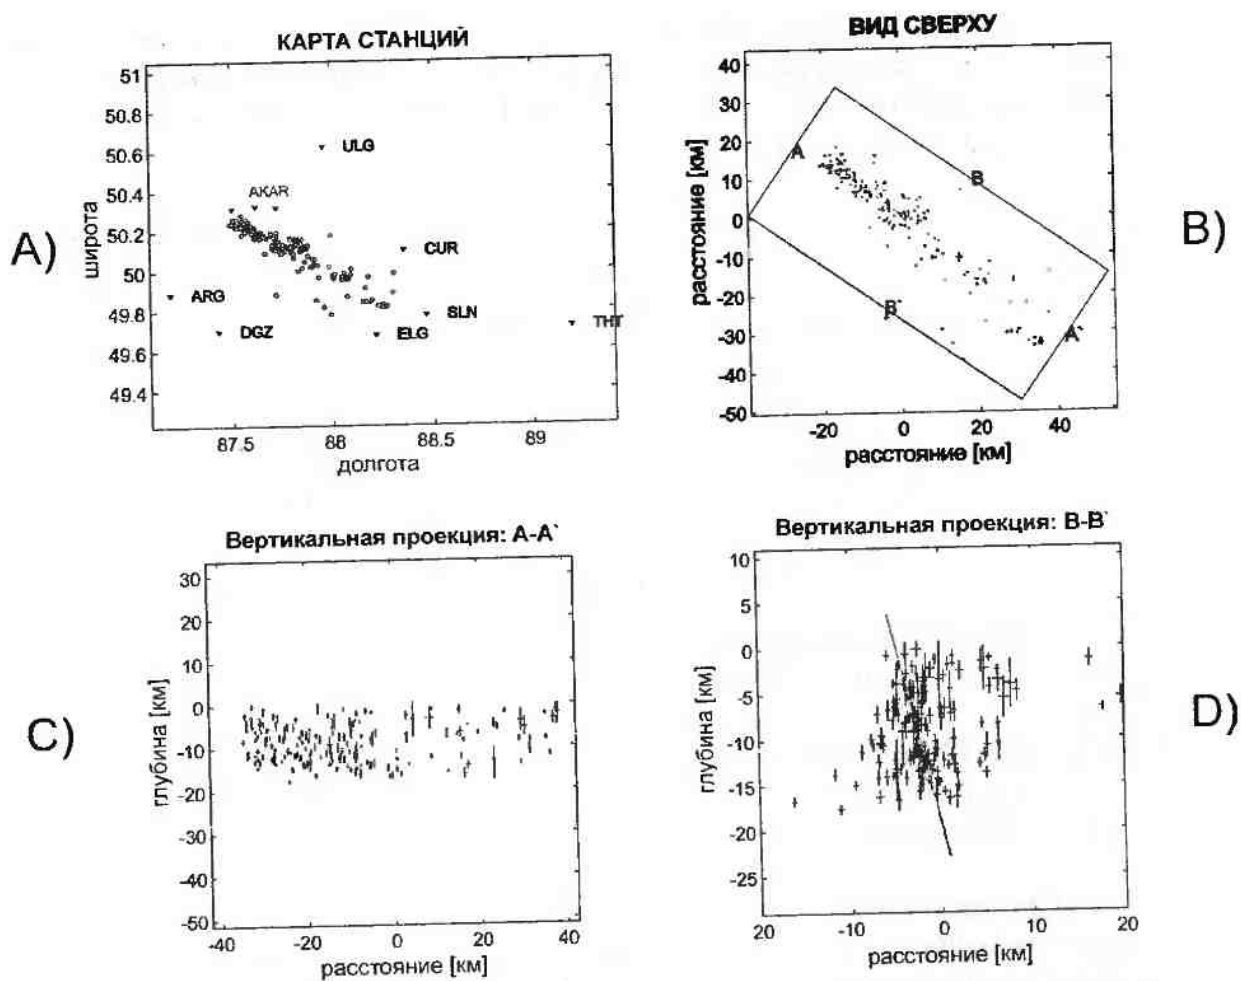 КАРТА СТАНЦИЙ
51
50.8
50.6
50.4
50.2
50
49.8
49.6
49.4
широта
ULG
AKAR
CUR
ARG
SLN
DGZ
ELG
THT
87.5 88 88.5 89
долгота
A)
ВИД СВЕРХУ
40
30
20
10
0
-10
-20
-30
-40
-50
расстояние [км]
A
B
B`
A`
-20 0 20 40
расстояние [км]
B)
Вертикальная проекция: A-A`
30
20
10
0
-10
-20
-30
-40
-50
глубина [км]
-40 -20 0 20 40
расстояние [км]
C)
Вертикальная проекция: B-B`
10
5
0
-5
-10
-15
-20
-25
глубина [км]
20 -10 0 10 20
расстояние [км]
D)